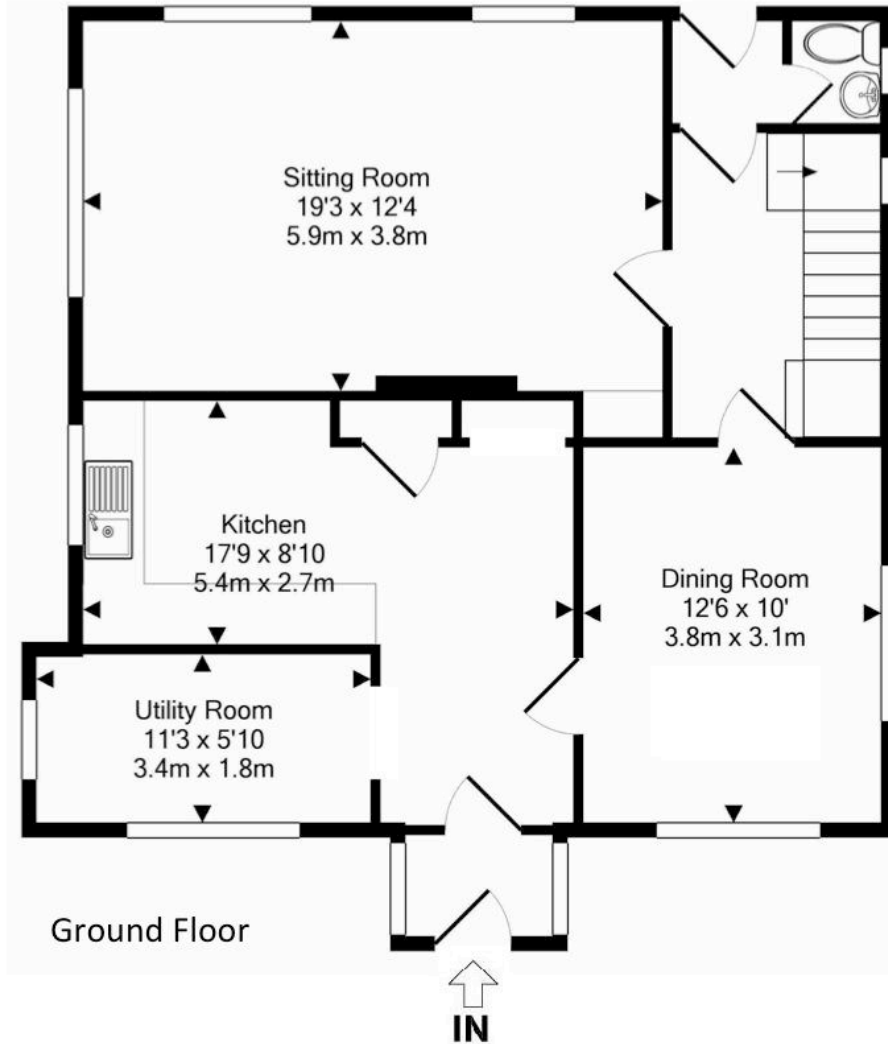 Sitting Room
19'3 x 12'4
5.9m x 3.8m
Kitchen
17'9 x 8'10
5.4m x 2.7m
Dining Room
12'6 x 10'
3.8m x 3.1m
Utility Room
11'3 x 5'10
3.4m x 1.8m
Ground Floor
IN